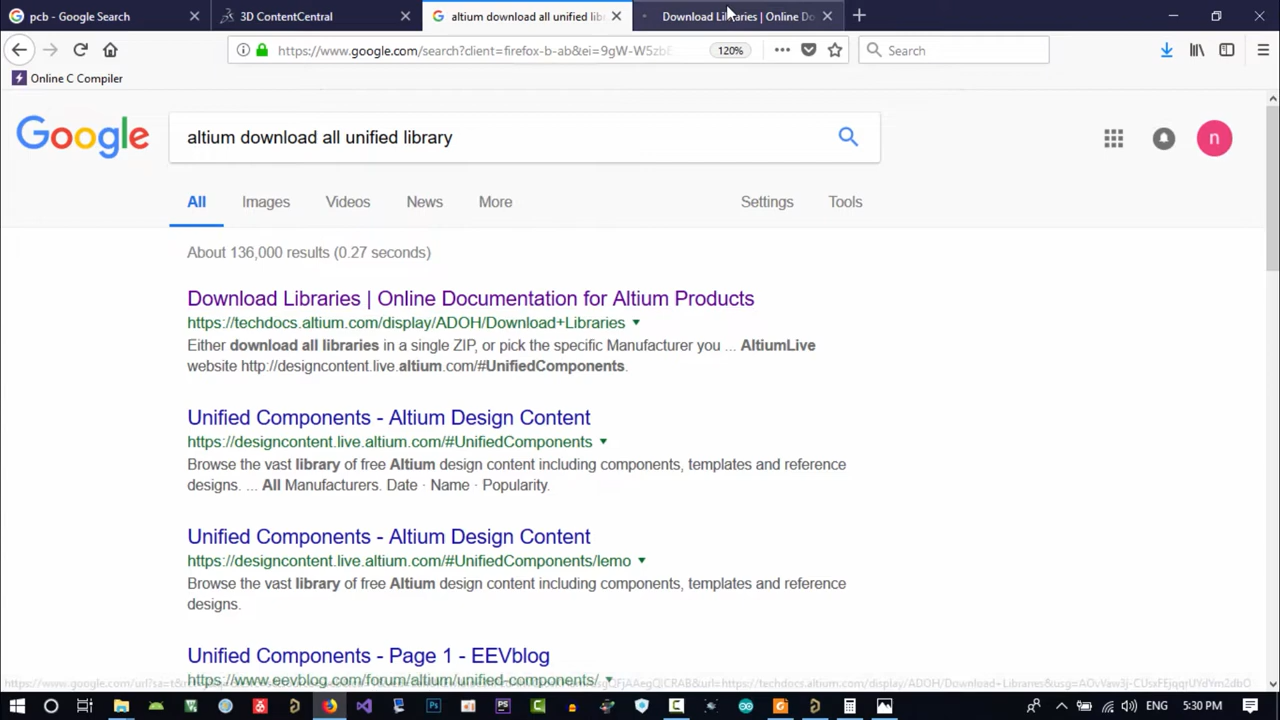 pcb - Google Search
3D ContentCentral
altium download all unified lib
Download Libraries | Online Do
https://www.google.com/search?client=firefox-b-ab&ei=9gW-W5zb6
120%
Search
Online C Compiler
Google
altium download all unified library
n
All
Images
Videos
News
More
Settings
Tools
About 136,000 results (0.27 seconds)
Download Libraries | Online Documentation for Altium Products
https://techdocs.altium.com/display/ADOH/Download+Libraries
Either download all libraries in a single ZIP, or pick the specific Manufacturer you ... AltiumLive
website http://designcontent.live.altium.com/#UnifiedComponents.
Unified Components - Altium Design Content
https://designcontent.live.altium.com/#UnifiedComponents
Browse the vast library of free Altium design content including components, templates and reference
designs. ... All Manufacturers. Date · Name · Popularity.
Unified Components - Altium Design Content
https://designcontent.live.altium.com/#UnifiedComponents/lemo
Browse the vast library of free Altium design content including components, templates and reference
designs.
Unified Components - Page 1 - EEVblog
https://www.eevblog.com/forum/altium/unified-components/
ENG
5:30 PM